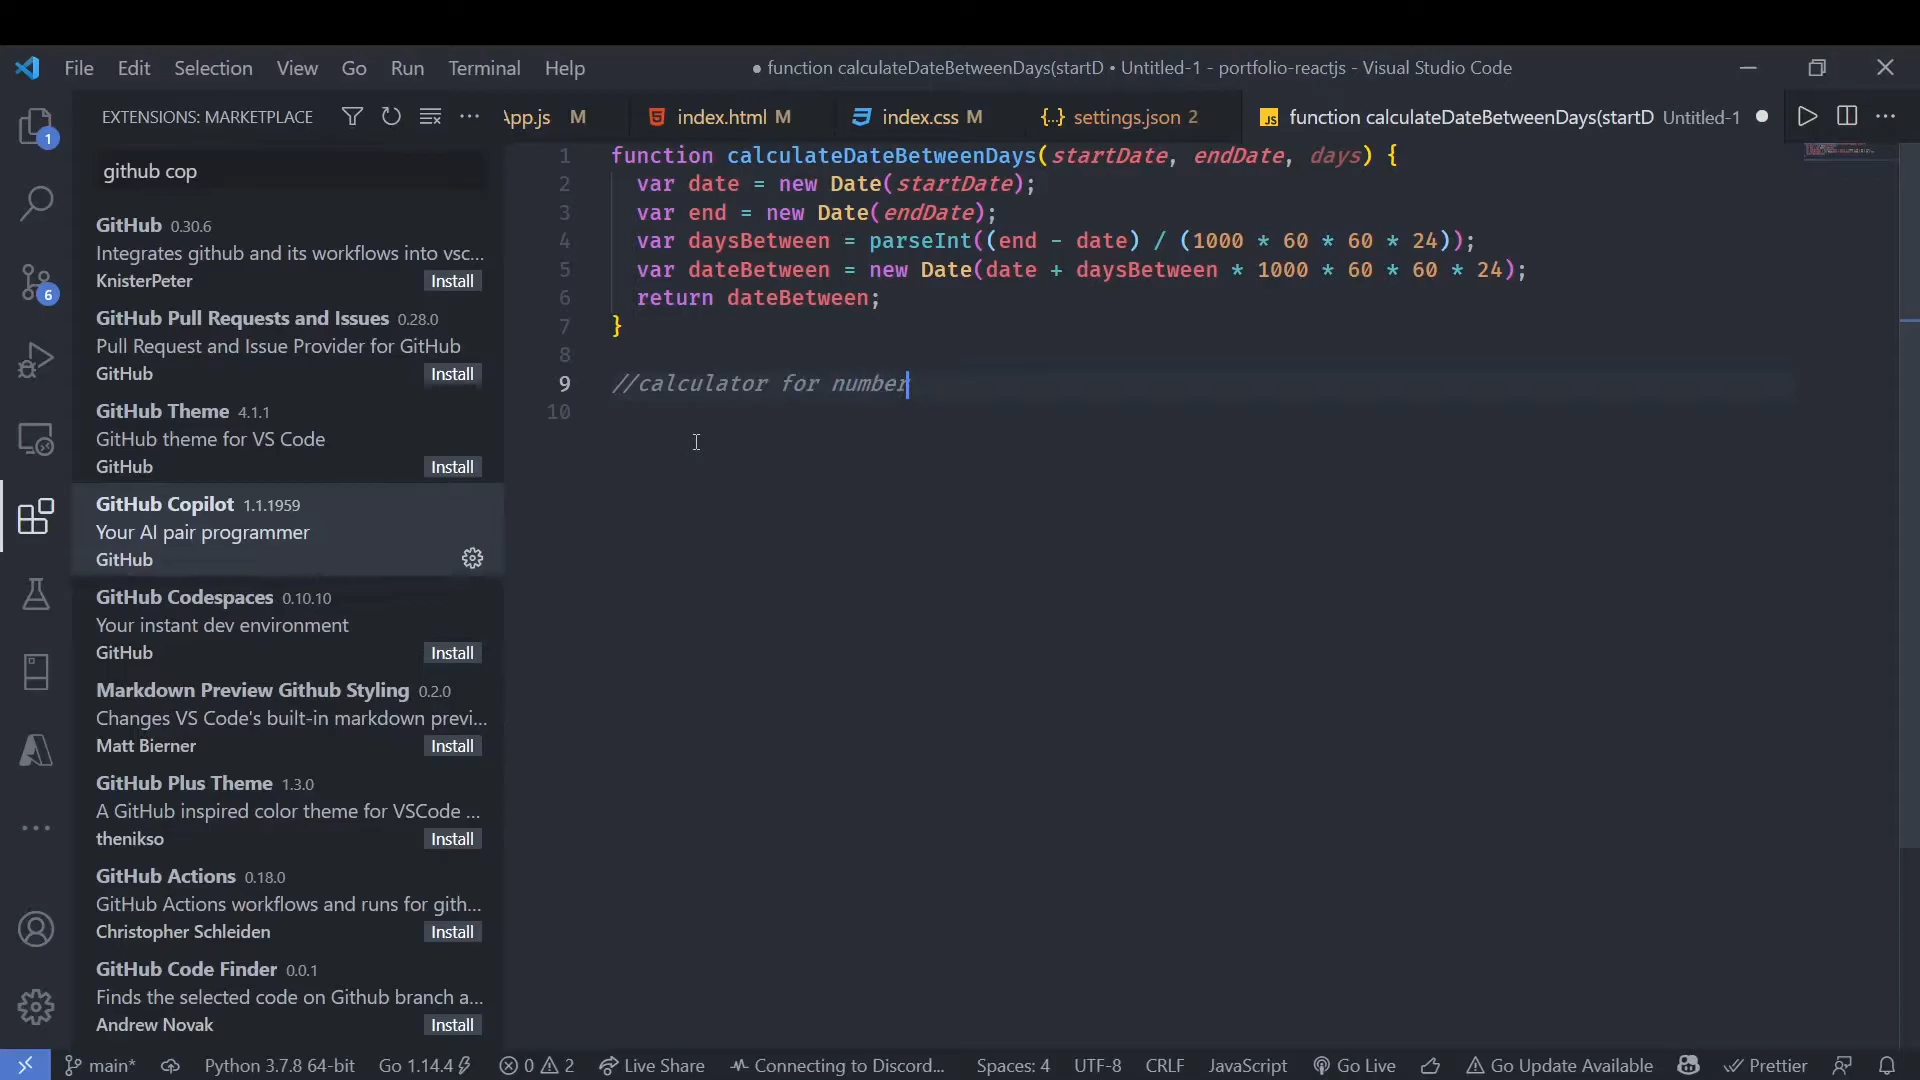 File Edit Selection View Go Run Terminal Help
● function calculateDateBetweenDays(startD • Untitled-1 - portfolio-reactjs - Visual Studio Code
EXTENSIONS: MARKETPLACE
App.js M
index.html M
index.css M
{..} settings.json 2
JS function calculateDateBetweenDays(startD Untitled-1
1
6
github cop
GitHub 0.30.6
Integrates github and its workflows into vsc...
KnisterPeter Install
GitHub Pull Requests and Issues 0.28.0
Pull Request and Issue Provider for GitHub
GitHub Install
GitHub Theme 4.1.1
GitHub theme for VS Code
GitHub Install
GitHub Copilot 1.1.1959
Your AI pair programmer
GitHub
GitHub Codespaces 0.10.10
Your instant dev environment
GitHub Install
Markdown Preview Github Styling 0.2.0
Changes VS Code's built-in markdown previ...
Matt Bierner Install
GitHub Plus Theme 1.3.0
A GitHub inspired color theme for VSCode ...
thenikso Install
GitHub Actions 0.18.0
GitHub Actions workflows and runs for gith...
Christopher Schleiden Install
GitHub Code Finder 0.0.1
Finds the selected code on Github branch a...
Andrew Novak Install
1 function calculateDateBetweenDays(startDate, endDate, days) {
2 var date = new Date(startDate);
3 var end = new Date(endDate);
4 var daysBetween = parseInt((end - date) / (1000 * 60 * 60 * 24));
5 var dateBetween = new Date(date + daysBetween * 1000 * 60 * 60 * 24);
6 return dateBetween;
7 }
8
9 //calculator for number
10
main* Python 3.7.8 64-bit Go 1.14.4 0 2 Live Share Connecting to Discord... Spaces: 4 UTF-8 CRLF JavaScript Go Live Go Update Available Prettier